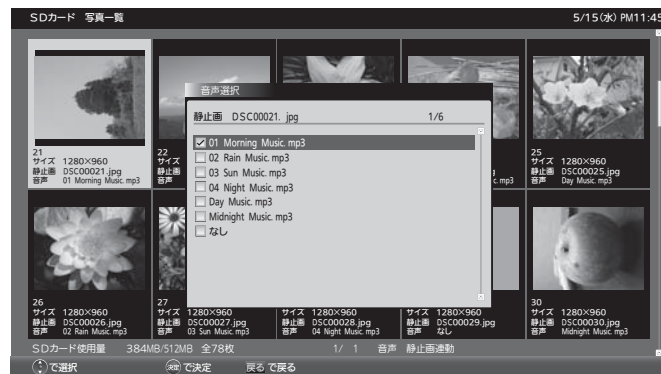 SDカード 写真一覧
5/15(水) PM11:45
音声選択
静止画 DSC00021. jpg 1/6
01 Morning Music. mp3
02 Rain Music. mp3
03 Sun Music. mp3
04 Night Music. mp3
Day Music. mp3
Midnight Music. mp3
なし
21
サイズ 1280×960
静止画 DSC00021.jpg
音声 01 Morning Music. mp3
22
サイズ
静止画
音声
c. mp3
25
サイズ 1280×960
静止画 DSC00025.jpg
音声 Day Music. mp3
26
サイズ 1280×960
静止画 DSC00026.jpg
音声 02 Rain Music. mp3
27
サイズ 1280×960
静止画 DSC00027.jpg
音声 03 Sun Music. mp3
サイズ 1280×960
静止画 DSC00028.jpg
音声 04 Night Music. mp3
サイズ 1280×960
静止画 DSC00029.jpg
音声 なし
30
サイズ 1280×960
静止画 DSC00030.jpg
音声 Midnight Music. mp3
SDカード使用量 384MB/512MB 全78枚 1/ 1 音声 静止画連動
で選択 決定 で決定 戻る で戻る